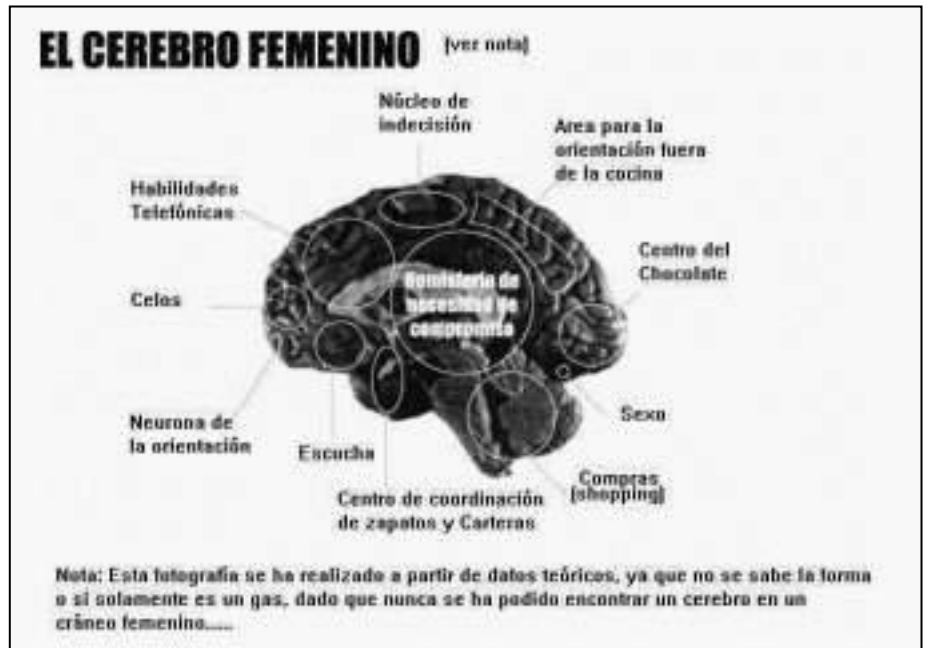 EL CEREBRO FEMENINO (ver nota)
Núcleo de
indecisión
Area para la
orientación fuera
de la cocina
Habilidades
Telefónicas
Centro del
Chocolate
Hemisferio de
necesidad de
compromiso
Celos
Sexo
Neurona de
la orientación
Escucha
Compras
(shopping)
Centro de coordinación
de zapatos y Carteras
Nota: Esta fotografía se ha realizado a partir de datos teóricos, ya que no se sabe la forma
o si solamente es un gas, dado que nunca se ha podido encontrar un cerebro en un
cráneo femenino.....